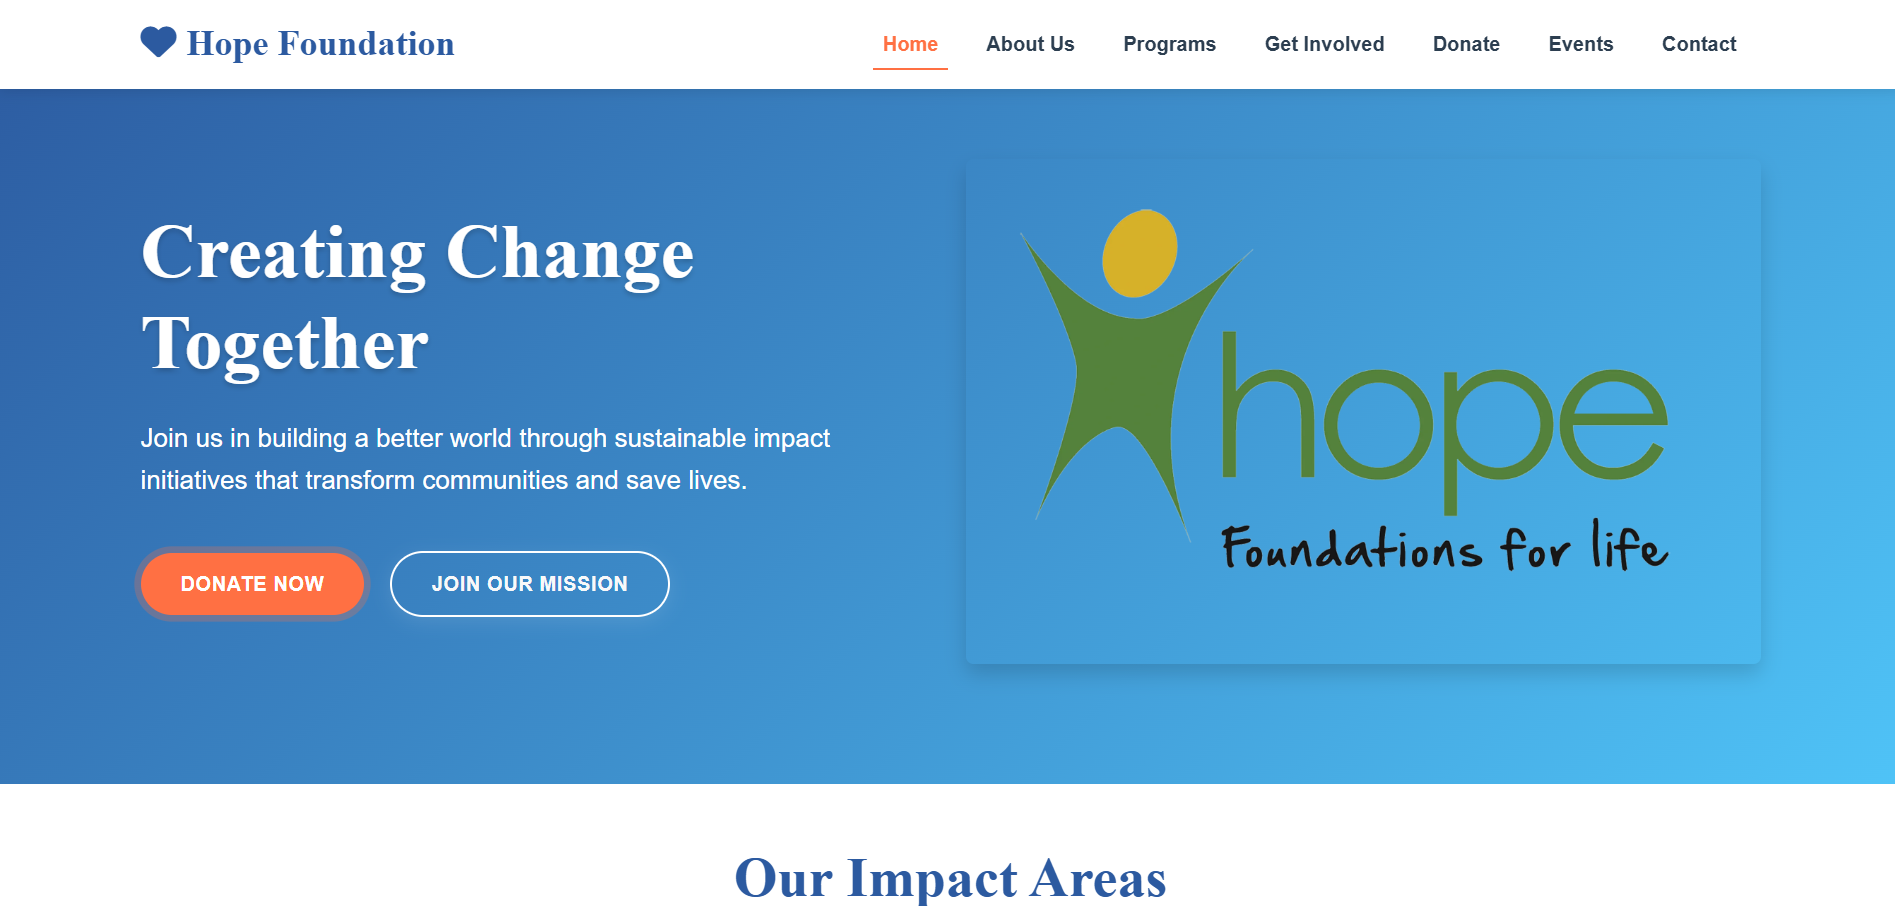 Hope Foundation
Home About Us Programs Get Involved Donate Events Contact
Creating Change
Together
Join us in building a better world through sustainable impact
initiatives that transform communities and save lives.
DONATE NOW JOIN OUR MISSION
hope
Foundations for life
Our Impact Areas